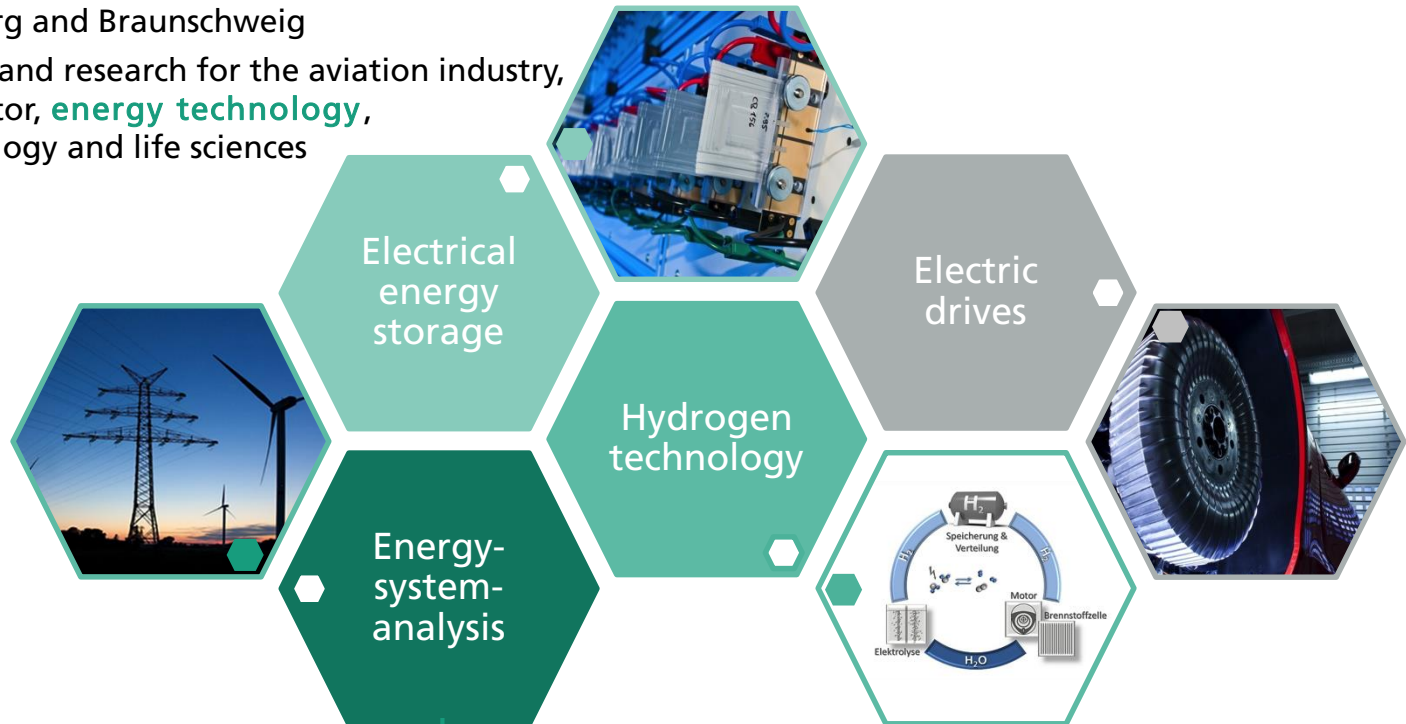 rg and Braunschweig
and research for the aviation industry,
tor, energy technology,
ology and life sciences
Electrical
energy
storage
Electric
drives
Hydrogen
technology
Energy-
system-
analysis
H₂
Speicherung &
Verteilung
H₂
H₂
Motor
Brennstoffzelle
Elektrolyse
H₂O